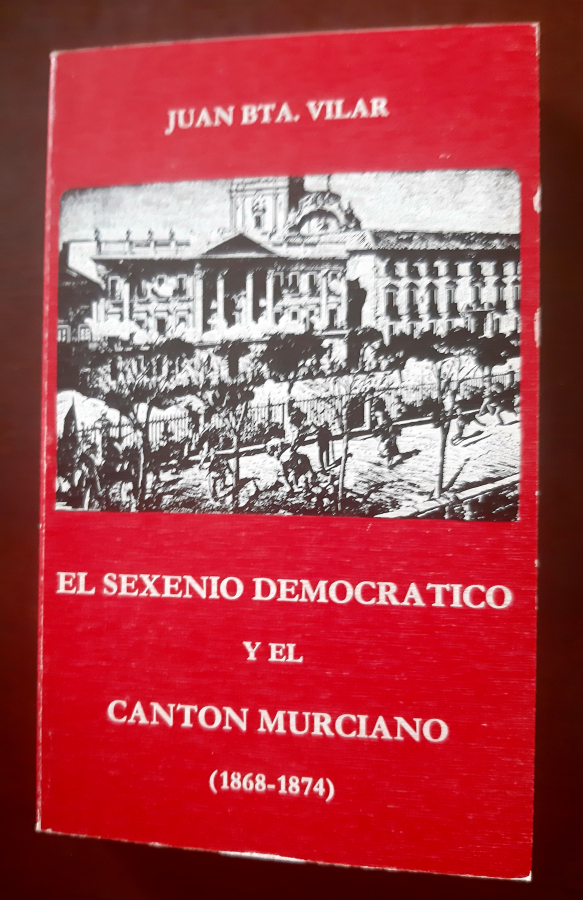 JUAN BTA. VILAR
EL SEXENIO DEMOCRATICO
Y EL
CANTON MURCIANO
(1868-1874)